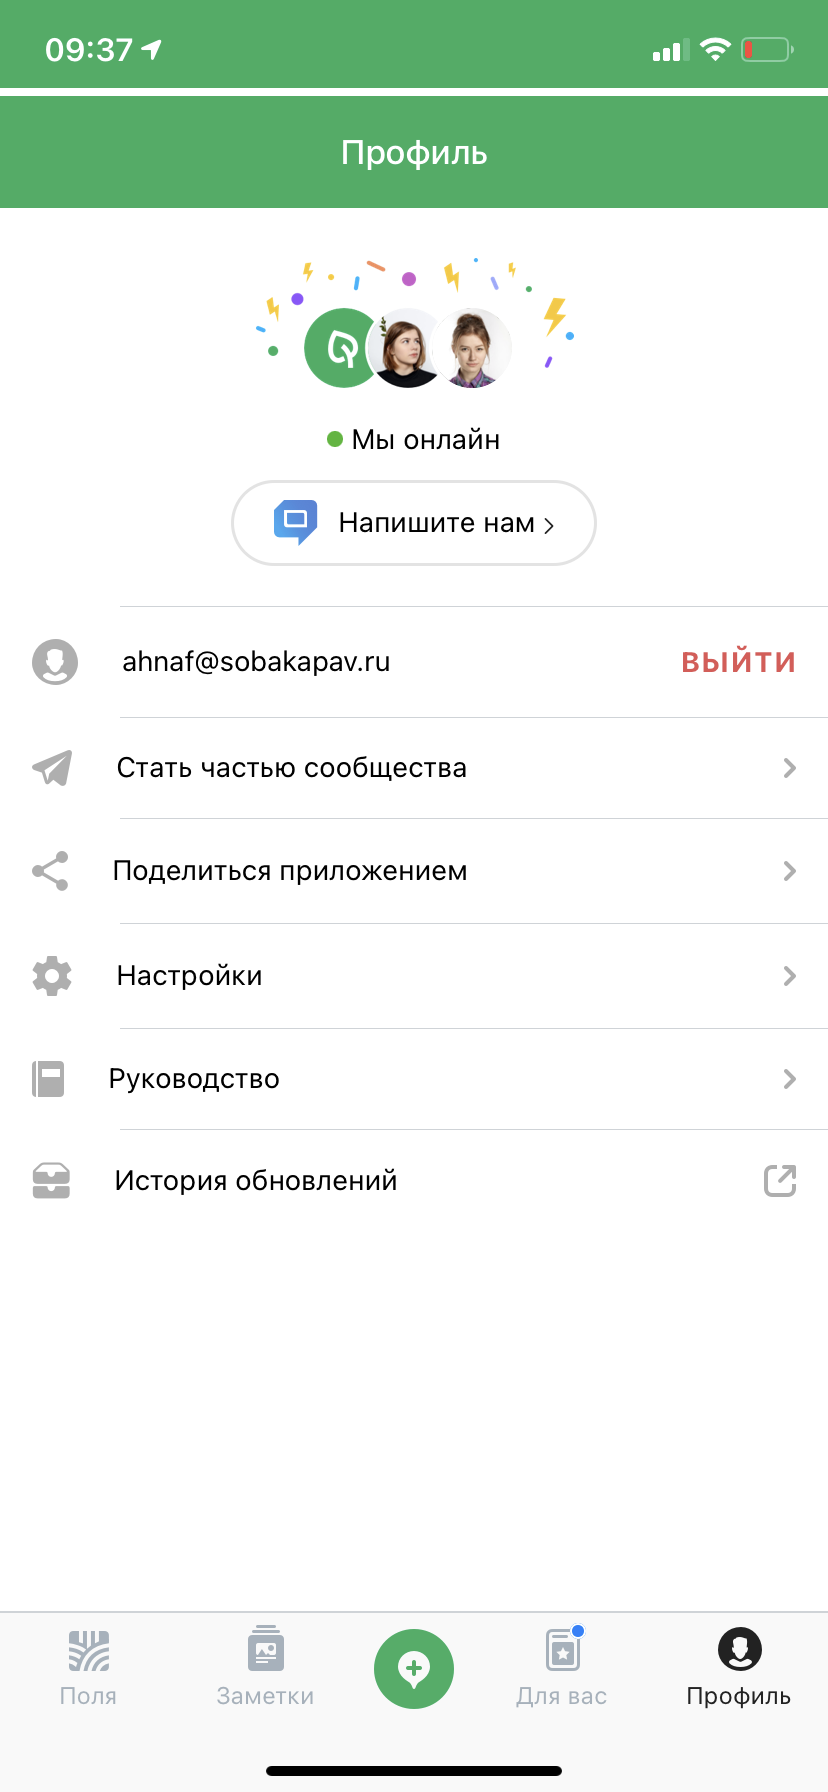 09:37
Профиль
Мы онлайн
Напишите нам
ahnaf@sobakapav.ru ВЫЙТИ
Стать частью сообщества
Поделиться приложением
Настройки
Руководство
История обновлений
Поля Заметки Для вас Профиль